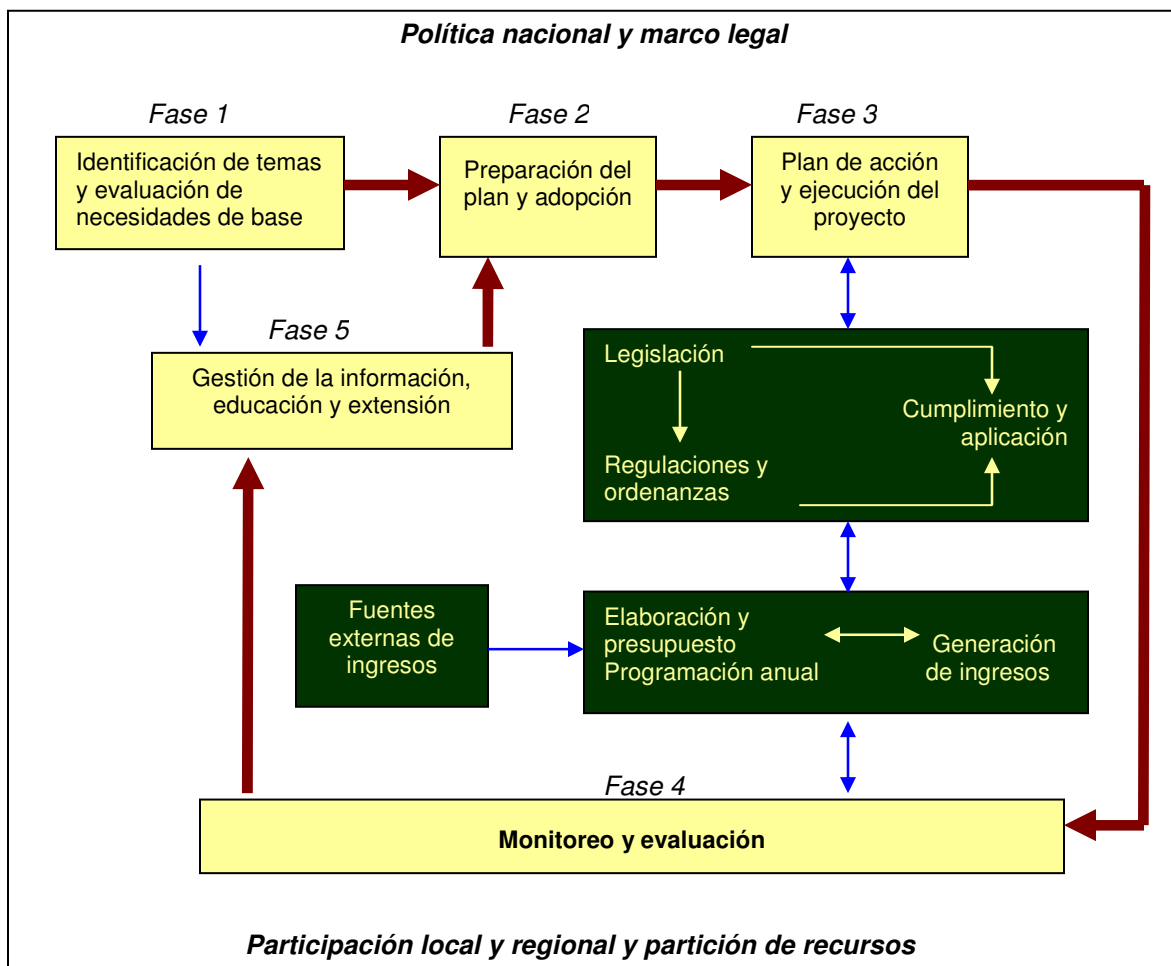 Política nacional y marco legal
Fase 1
Fase 2
Fase 3
Identificación de temas
y evaluación de
necesidades de base
Preparación del
plan y adopción
Plan de acción
y ejecución del
proyecto
Fase 5
Gestión de la información,
educación y extensión
Legislación
Cumplimiento y
aplicación
Regulaciones y
ordenanzas
Fuentes
externas de
ingresos
Elaboración y
presupuesto
Programación anual
Generación
de ingresos
Fase 4
Monitoreo y evaluación
Participación local y regional y partición de recursos